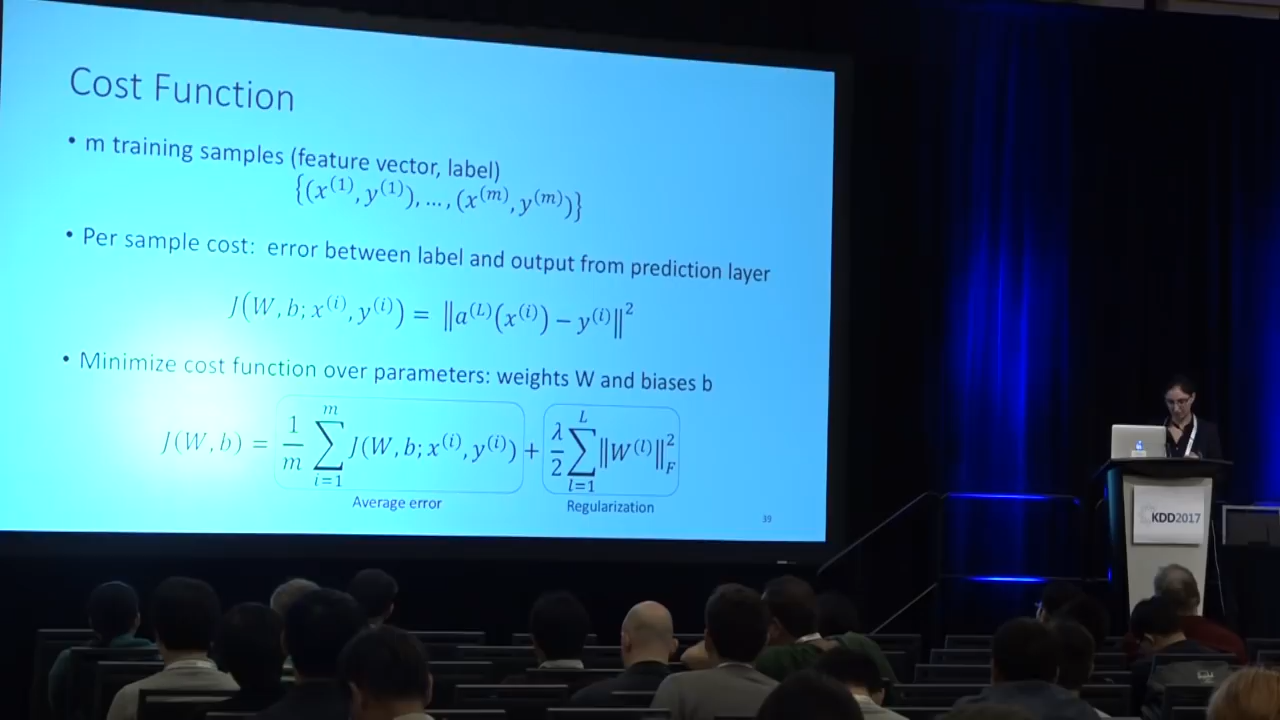 Cost Function
• m training samples (feature vector, label)
{(x^(1), y^(1)), ..., (x^(m), y^(m))}
• Per sample cost: error between label and output from prediction layer
J(W, b; x^(i), y^(i)) = ‖a^(L)(x^(i)) − y^(i)‖^2
• Minimize cost function over parameters: weights W and biases b
J(W, b) = 1/m ∑_{i=1}^{m} J(W, b; x^(i), y^(i)) + λ/2 ∑_{l=1}^{L} ‖W^(l)‖_F^2
Average error
Regularization
39
KDD2017